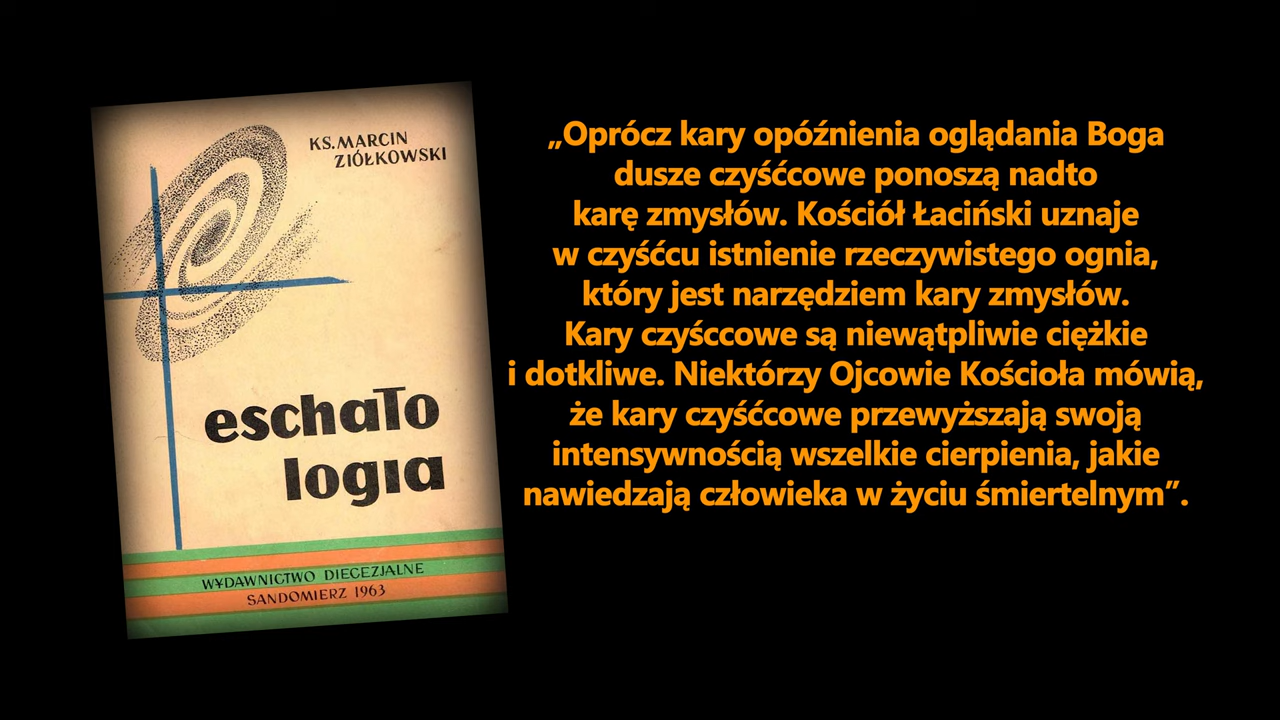 KS. MARCIN
ZIÓŁKOWSKI
eschato
logia
WYDAWNICTWO DIECEZJALNE
SANDOMIERZ 1963
„Oprócz kary opóźnienia oglądania Boga
dusze czyśćcowe ponoszą nadto
karę zmysłów. Kościół Łaciński uznaje
w czyśćcu istnienie rzeczywistego ognia,
który jest narzędziem kary zmysłów.
Kary czyśccowe są niewątpliwie ciężkie
i dotkliwe. Niektórzy Ojcowie Kościoła mówią,
że kary czyśćcowe przewyższają swoją
intensywnością wszelkie cierpienia, jakie
nawiedzają człowieka w życiu śmiertelnym”.